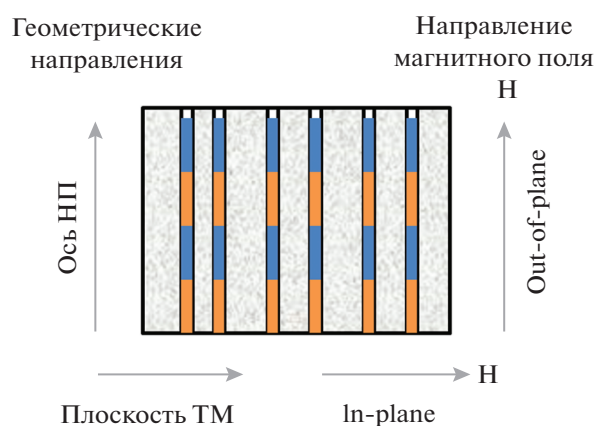 Геометрические
направления
Направление
магнитного поля
H
Ось НП
Out-of-plane
H
Плоскость ТМ
In-plane